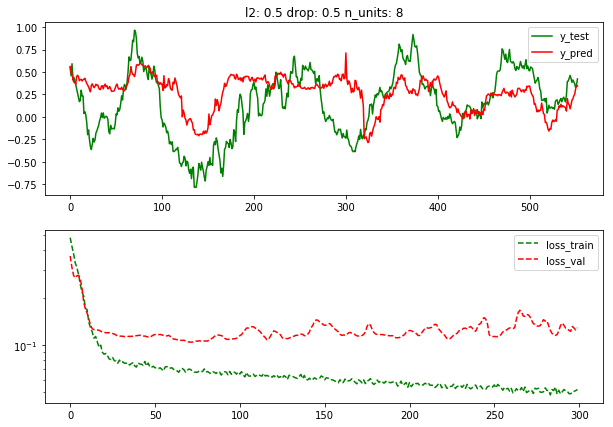 l2: 0.5 drop: 0.5 n_units: 8
1.00
0.75
0.50
0.25
0.00
−0.25
−0.50
−0.75
y_test
y_pred
0 100 200 300 400 500
10⁻¹
loss_train
loss_val
0 50 100 150 200 250 300